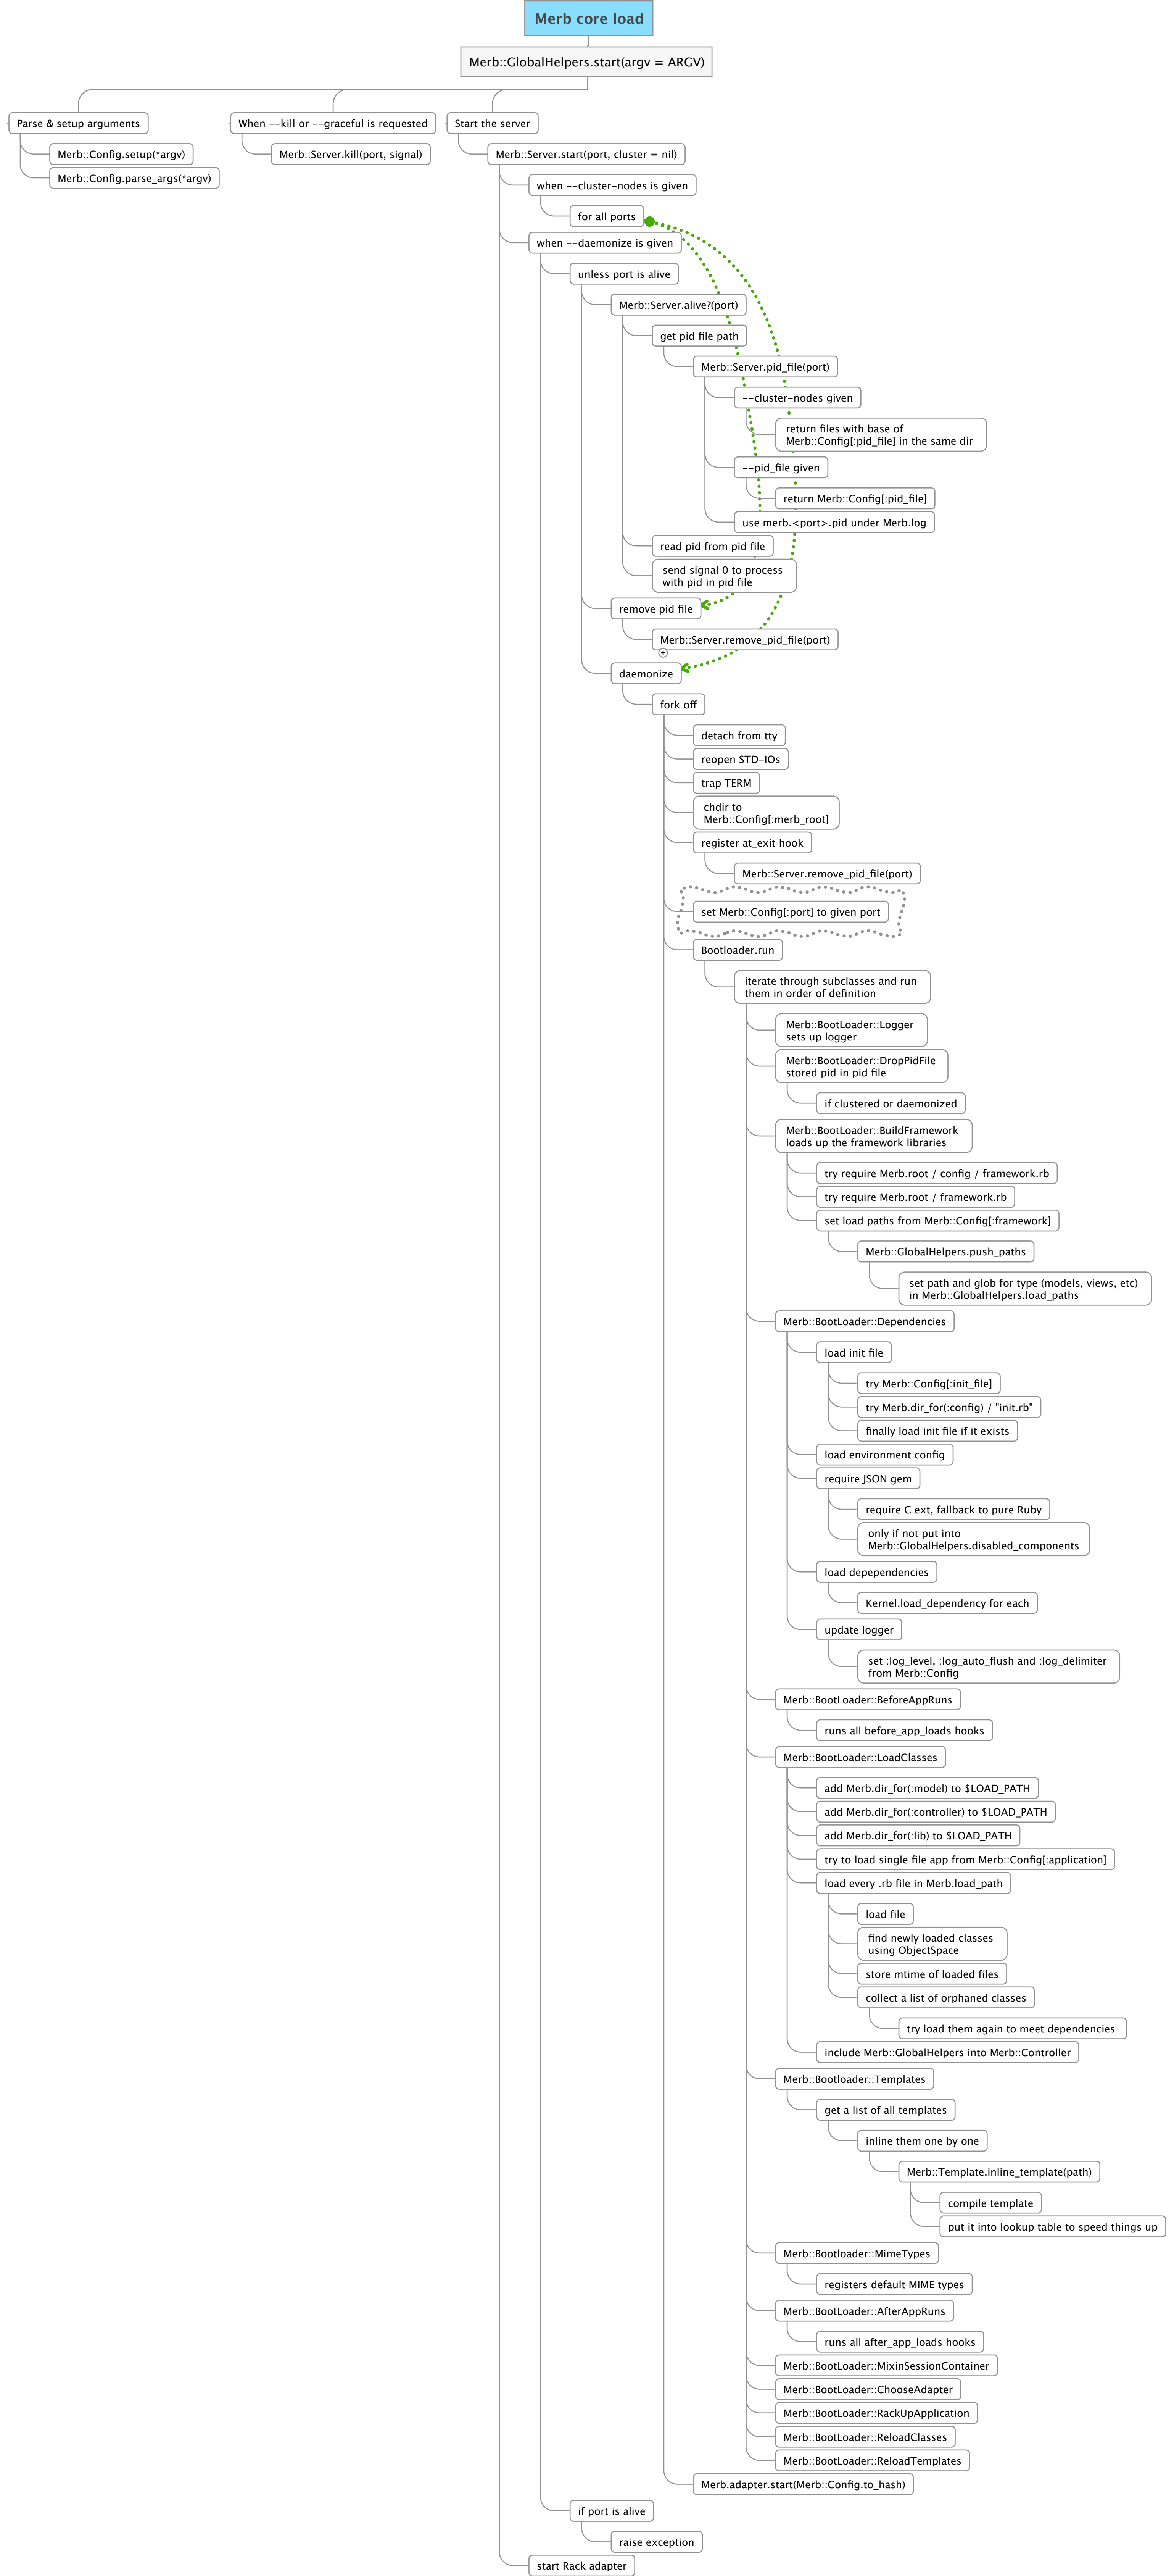 Merb core load
Merb::GlobalHelpers.start(argv = ARGV)
Parse & setup arguments
Merb::Config.setup(*argv)
Merb::Config.parse_args(*argv)
When --kill or --graceful is requested
Merb::Server.kill(port, signal)
Start the server
Merb::Server.start(port, cluster = nil)
when --cluster-nodes is given
for all ports
when --daemonize is given
unless port is alive
Merb::Server.alive?(port)
get pid file path
Merb::Server.pid_file(port)
--cluster-nodes given
return files with base of
Merb::Config[:pid_file] in the same dir
--pid_file given
return Merb::Config[:pid_file]
use merb.<port>.pid under Merb.log
read pid from pid file
send signal 0 to process
with pid in pid file
remove pid file
Merb::Server.remove_pid_file(port)
daemonize
fork off
detach from tty
reopen STD-IOs
trap TERM
chdir to
Merb::Config[:merb_root]
register at_exit hook
Merb::Server.remove_pid_file(port)
set Merb::Config[:port] to given port
Bootloader.run
iterate through subclasses and run
them in order of definition
Merb::BootLoader::Logger
sets up logger
Merb::BootLoader::DropPidFile
stored pid in pid file
if clustered or daemonized
Merb::BootLoader::BuildFramework
loads up the framework libraries
try require Merb.root / config / framework.rb
try require Merb.root / framework.rb
set load paths from Merb::Config[:framework]
Merb::GlobalHelpers.push_paths
set path and glob for type (models, views, etc)
in Merb::GlobalHelpers.load_paths
Merb::BootLoader::Dependencies
load init file
try Merb::Config[:init_file]
try Merb.dir_for(:config) / "init.rb"
finally load init file if it exists
load environment config
require JSON gem
require C ext, fallback to pure Ruby
only if not put into
Merb::GlobalHelpers.disabled_components
load depependencies
Kernel.load_dependency for each
update logger
set :log_level, :log_auto_flush and :log_delimiter
from Merb::Config
Merb::BootLoader::BeforeAppRuns
runs all before_app_loads hooks
Merb::BootLoader::LoadClasses
add Merb.dir_for(:model) to $LOAD_PATH
add Merb.dir_for(:controller) to $LOAD_PATH
add Merb.dir_for(:lib) to $LOAD_PATH
try to load single file app from Merb::Config[:application]
load every .rb file in Merb.load_path
load file
find newly loaded classes
using ObjectSpace
store mtime of loaded files
collect a list of orphaned classes
try load them again to meet dependencies
include Merb::GlobalHelpers into Merb::Controller
Merb::Bootloader::Templates
get a list of all templates
inline them one by one
Merb::Template.inline_template(path)
compile template
put it into lookup table to speed things up
Merb::Bootloader::MimeTypes
registers default MIME types
Merb::BootLoader::AfterAppRuns
runs all after_app_loads hooks
Merb::BootLoader::MixinSessionContainer
Merb::BootLoader::ChooseAdapter
Merb::BootLoader::RackUpApplication
Merb::BootLoader::ReloadClasses
Merb::BootLoader::ReloadTemplates
Merb.adapter.start(Merb::Config.to_hash)
if port is alive
raise exception
start Rack adapter